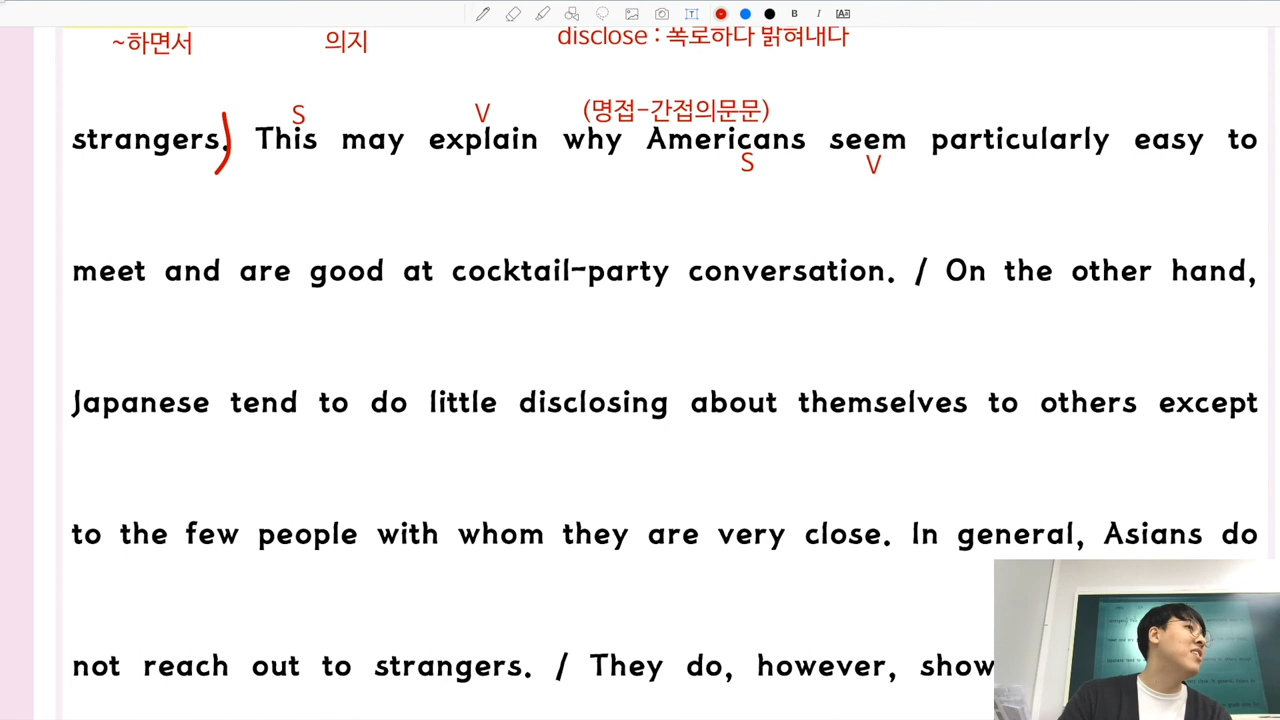 B I A
~하면서 의지 disclose : 폭로하다 밝혀내다
S V (명접-간접의문문)
strangers.) This may explain why Americans seem particularly easy to
S V
meet and are good at cocktail-party conversation. / On the other hand,
Japanese tend to do little disclosing about themselves to others except
to the few people with whom they are very close. In general, Asians do
not reach out to strangers. / They do, however, show